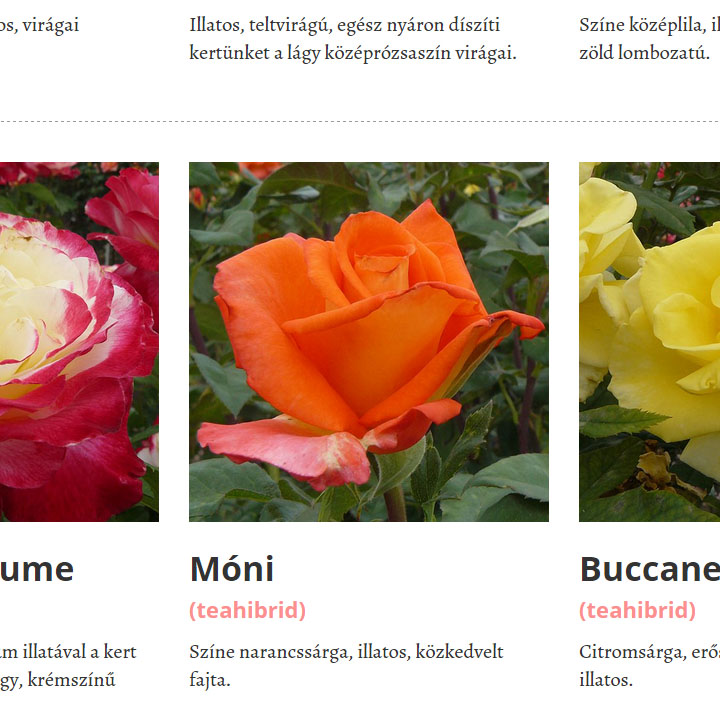 os, virágai
Illatos, teltvirágú, egész nyáron díszíti
kertünket a lágy középrózsaszín virágai.
Színe középlila, il
zöld lombozatú.
ume
am illatával a kert
gy, krémszínű
Móni
(teahibrid)
Színe narancssárga, illatos, közkedvelt
fajta.
Buccane
(teahibrid)
Citromsárga, erős
illatos.